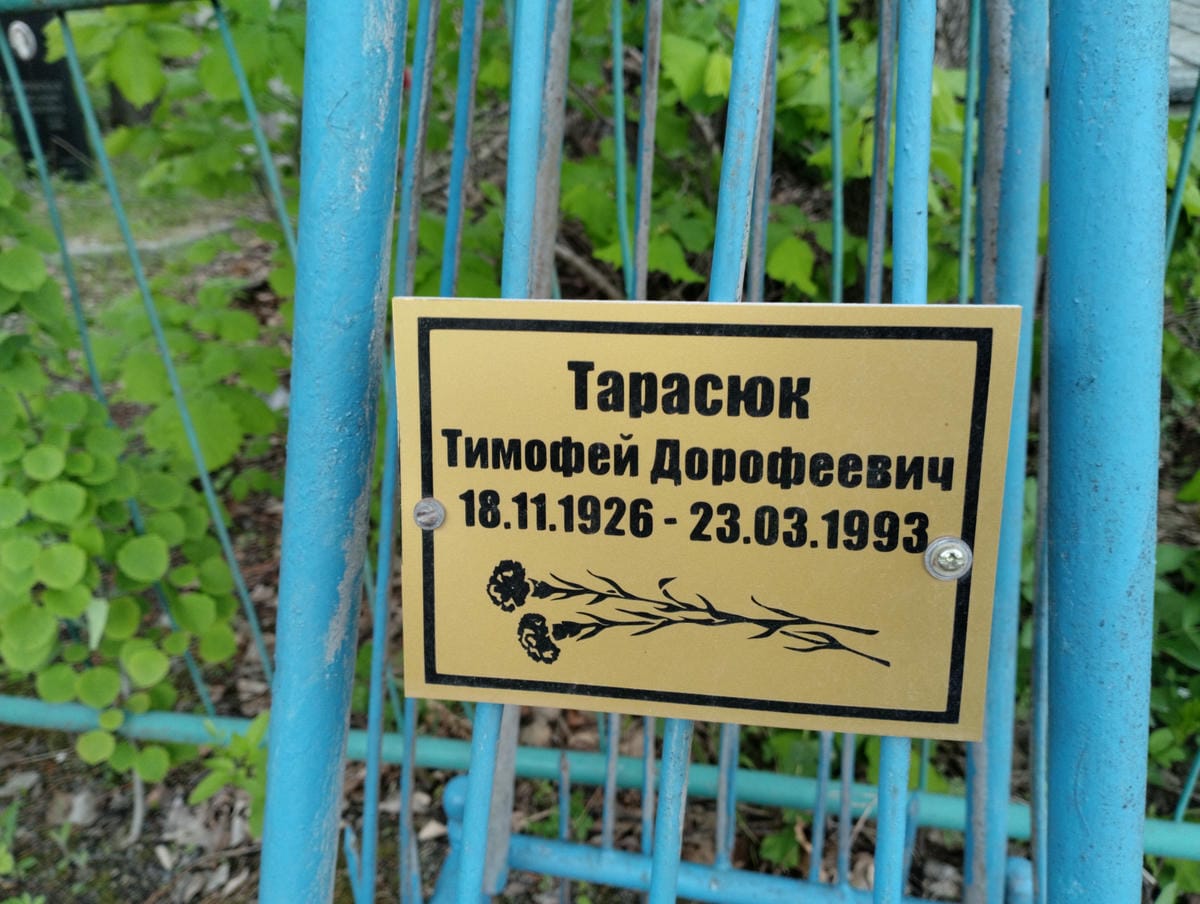 Тарасюк
Тимофей Дорофеевич
18.11.1926 - 23.03.1993